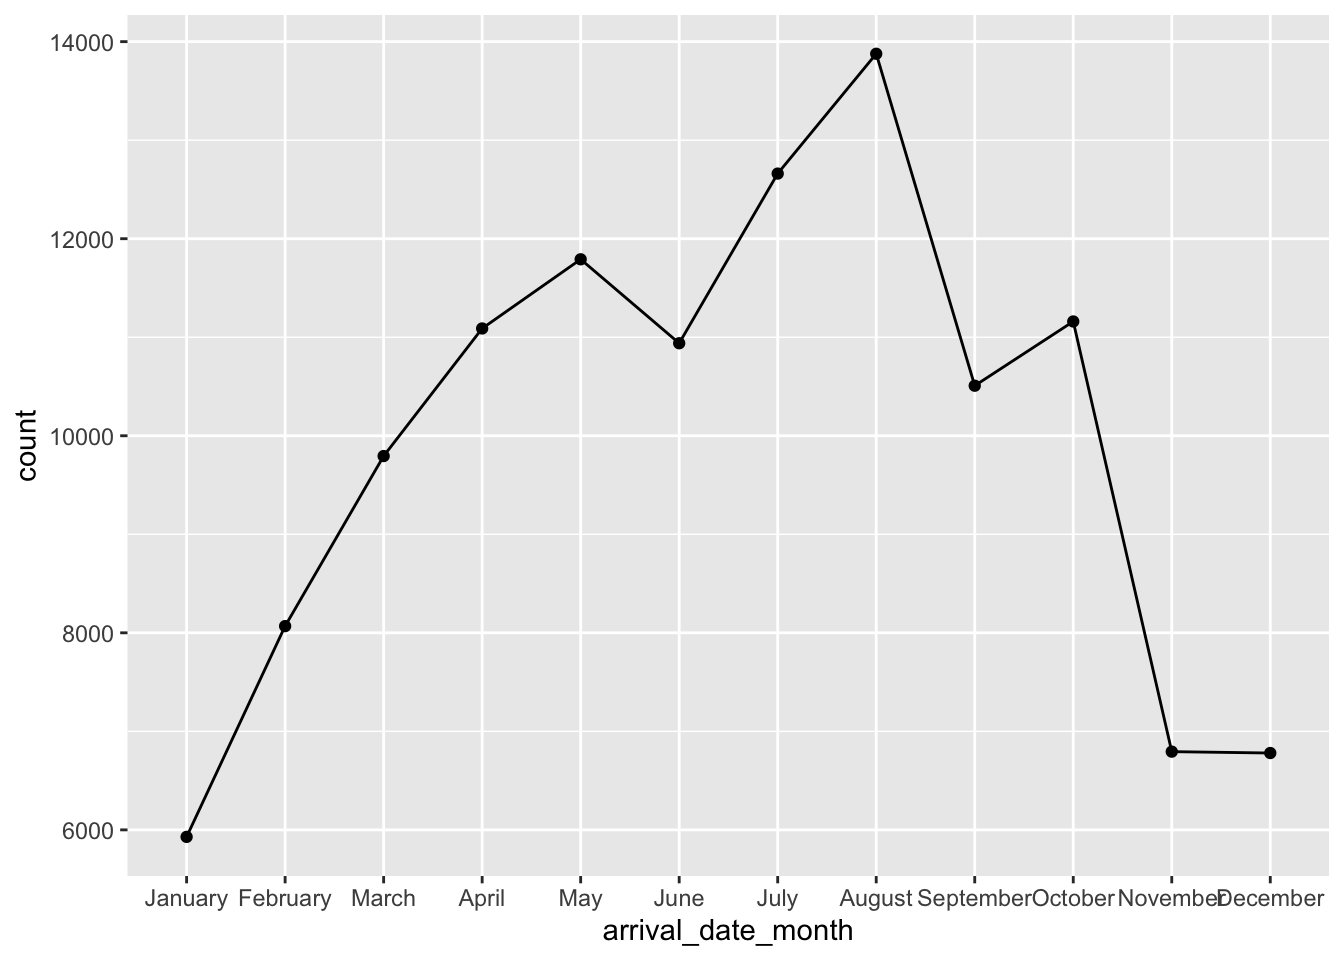 14000
12000
10000
8000
6000
count
January February March April May June July August September October November December
arrival_date_month